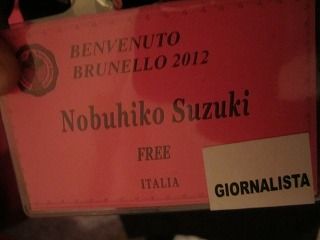 BENVENUTO
BRUNELLO 2012
Nobuhiko Suzuki
FREE
ITALIA
GIORNALISTA